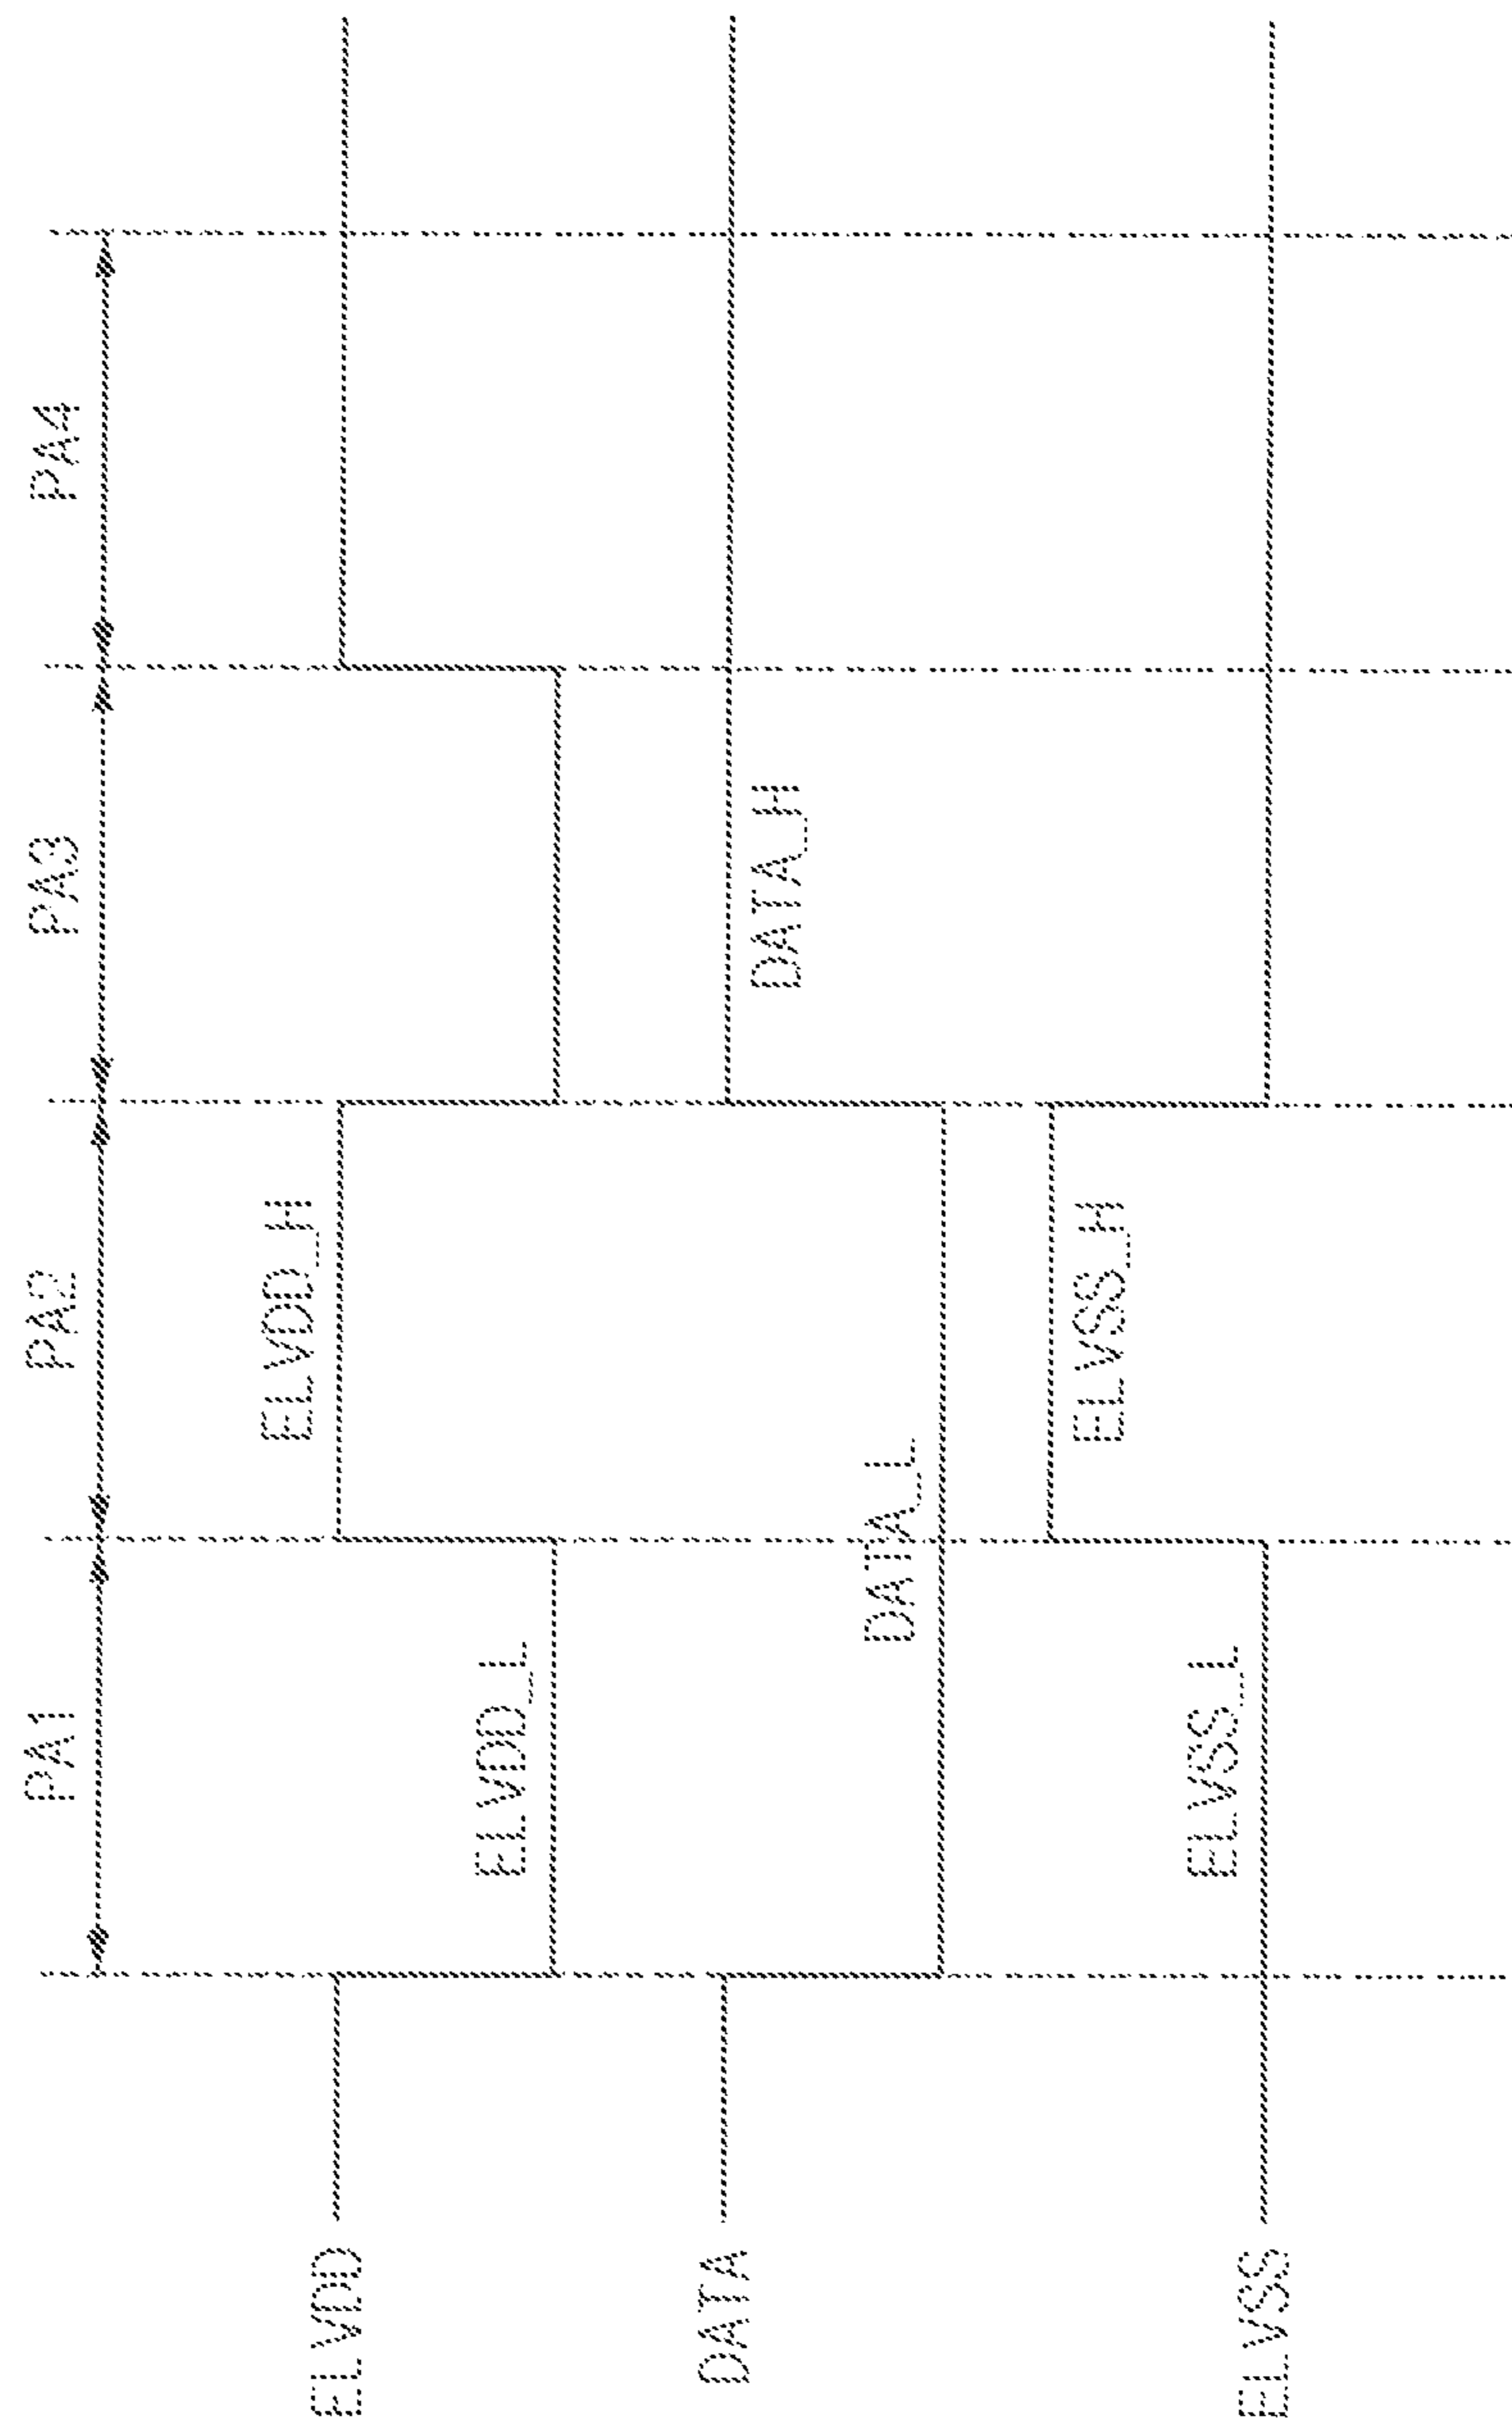 PA1 PA2 PA3 PA4
ELVDD_H
ELVDD
ELVDD_L
DATA
DATA_H
DATA_L
ELVSS_H
ELVSS_L
ELVSS